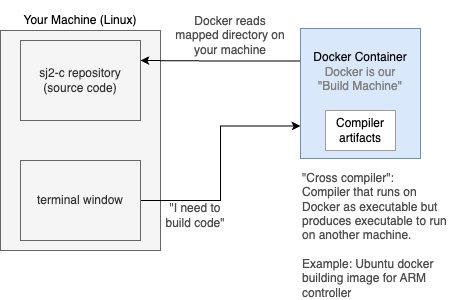 Your Machine (Linux)
sj2-c repository
(source code)
terminal window
Docker reads
mapped directory on
your machine
"I need to
build code"
Docker Container
Docker is our
"Build Machine"
Compiler
artifacts
"Cross compiler":
Compiler that runs on
Docker as executable but
produces executable to run
on another machine.
Example: Ubuntu docker
building image for ARM
controller